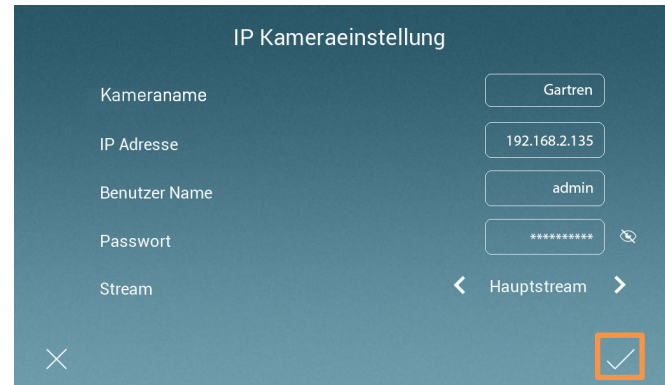 IP Kameraeinstellung
Kameraname Gartren
IP Adresse 192.168.2.135
Benutzer Name admin
Passwort **********
Stream Hauptstream